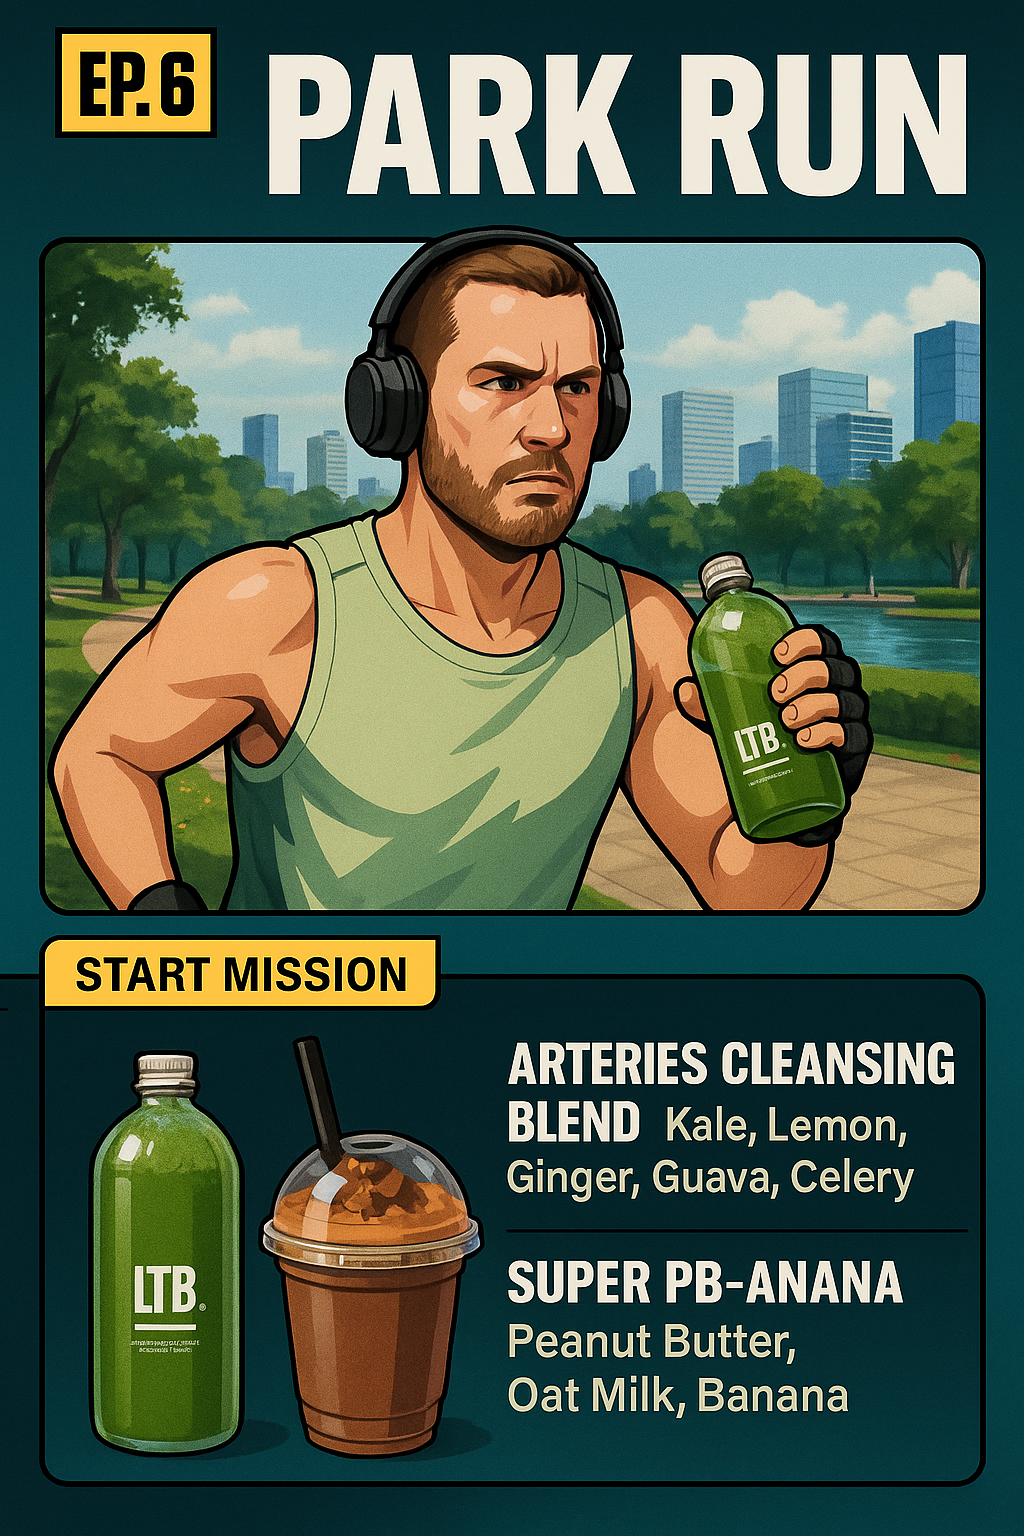 EP. 6
PARK RUN
LTB.
START MISSION
ARTERIES CLEANSING
BLEND Kale, Lemon,
Ginger, Guava, Celery
SUPER PB-ANANA
Peanut Butter,
Oat Milk, Banana
LTB.